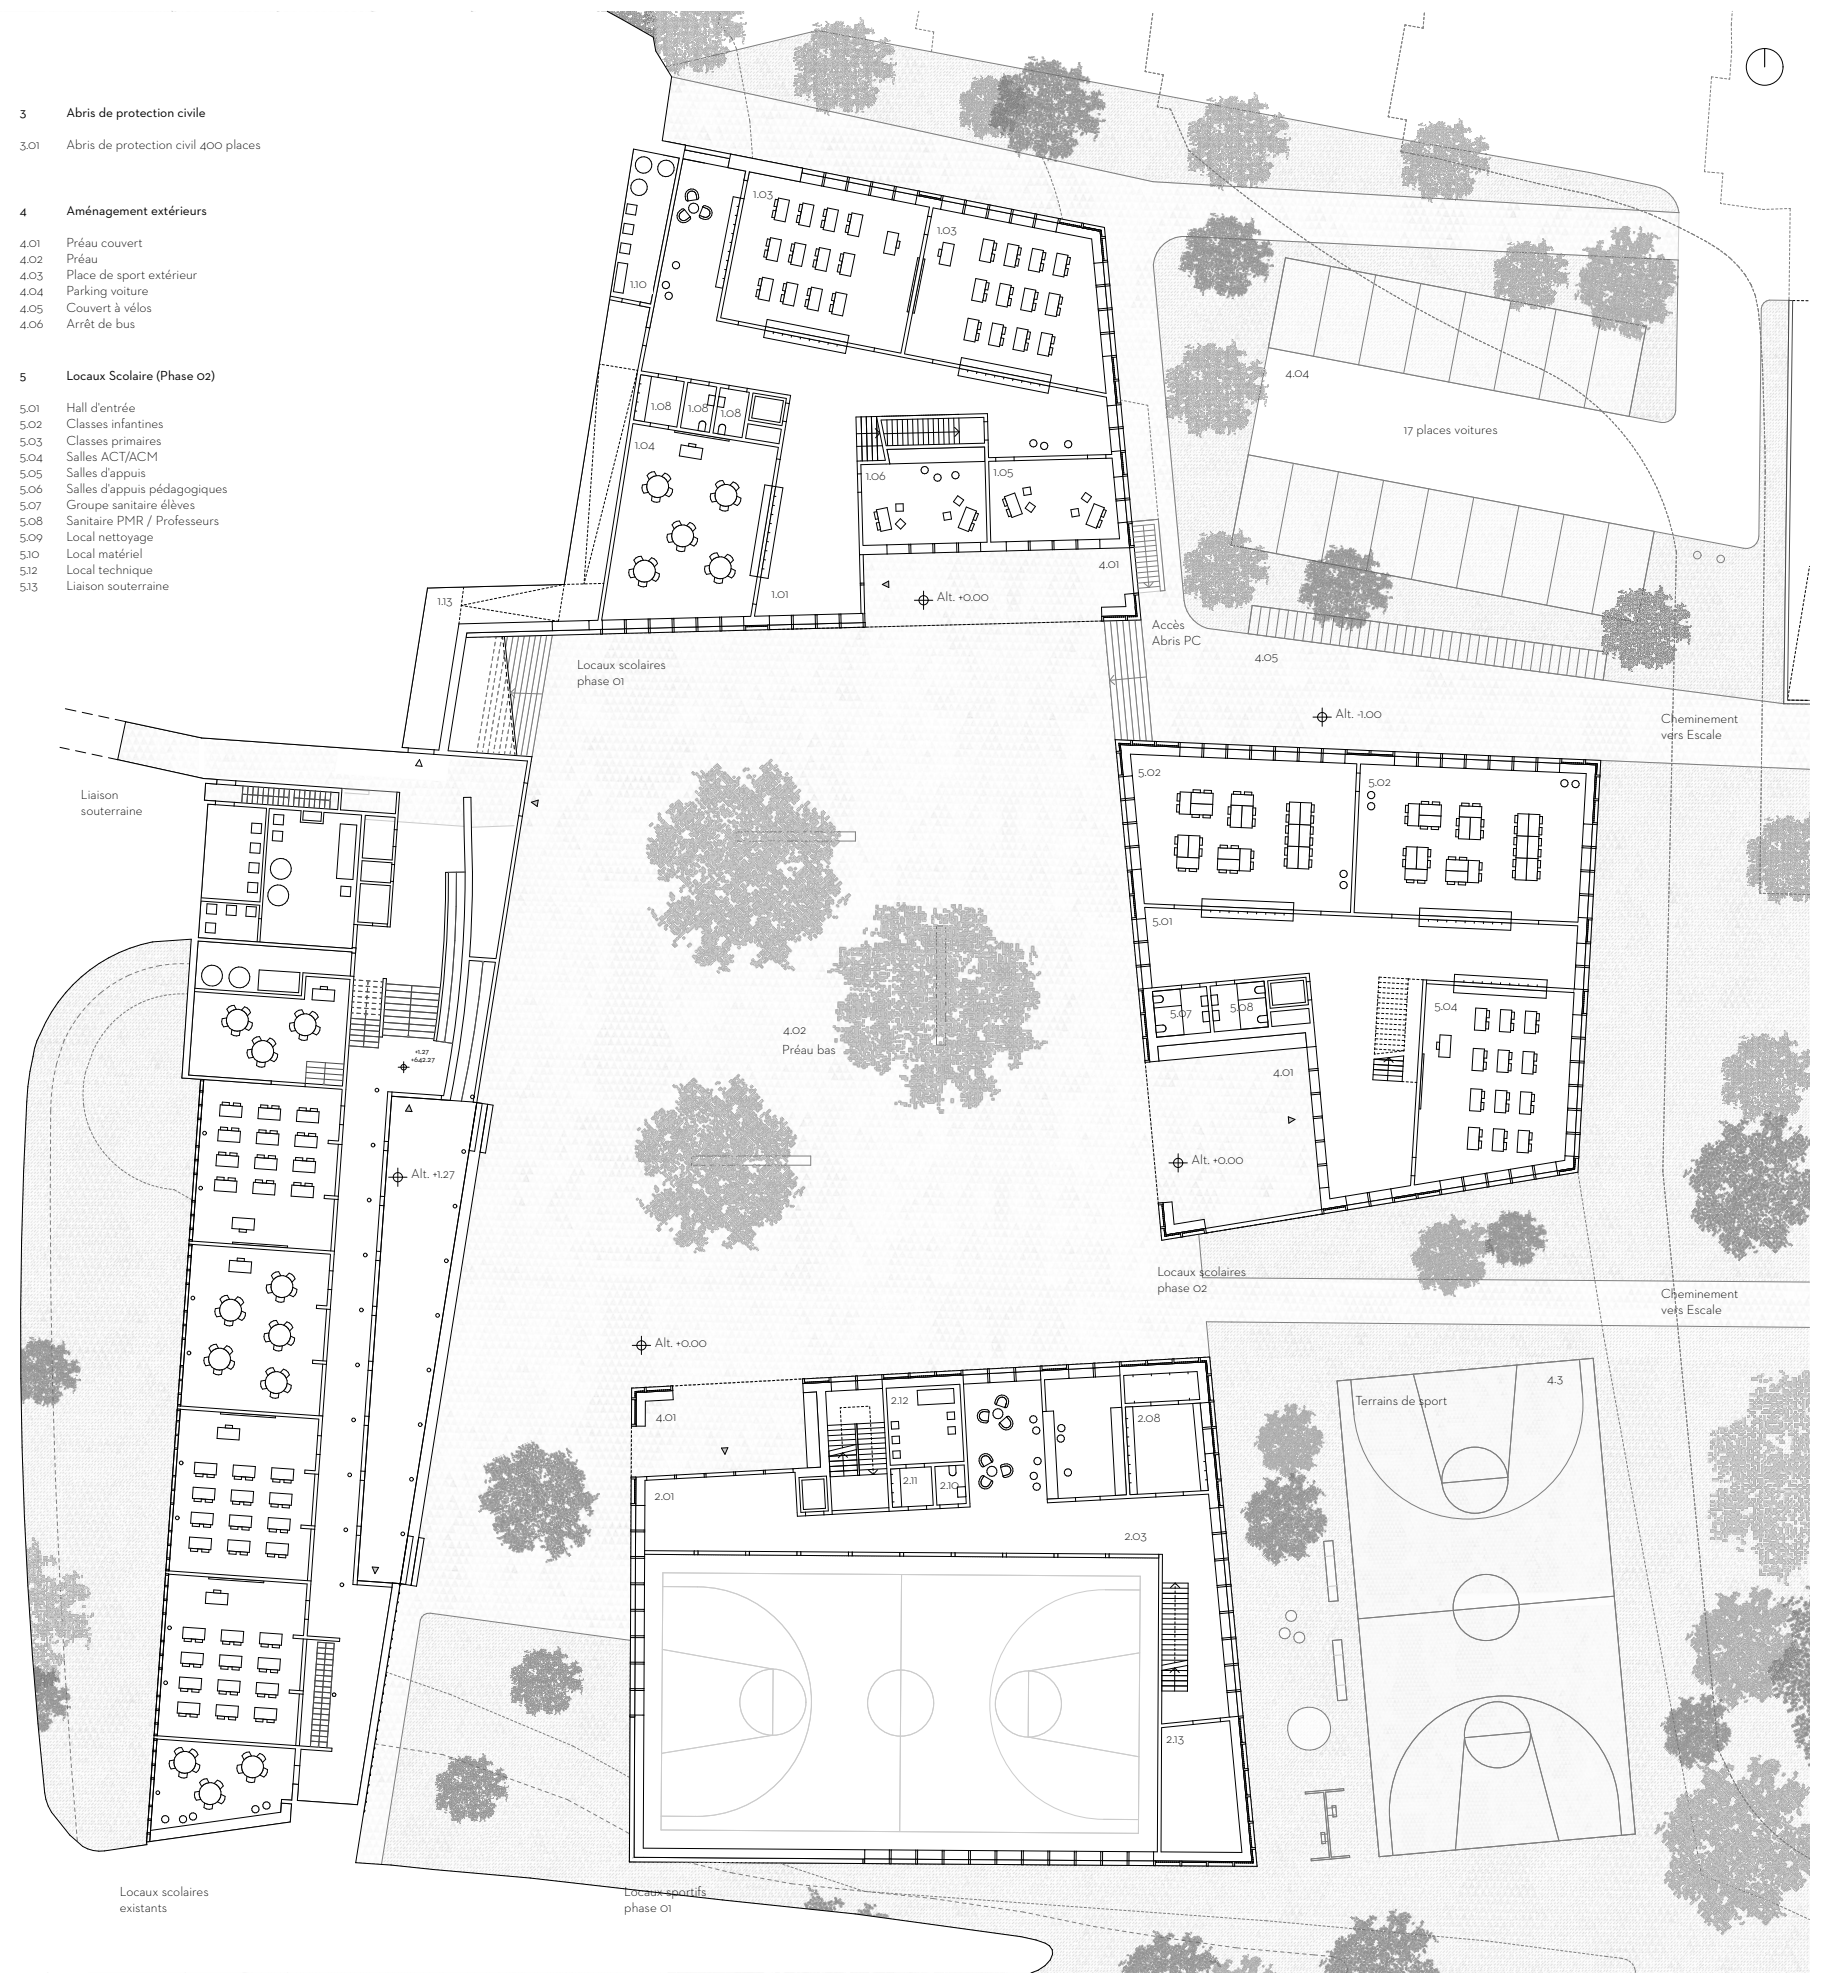 3 Abris de protection civile
3.01 Abris de protection civil 400 places
4 Aménagement extérieurs
4.01 Préau couvert
4.02 Préau
4.03 Place de sport extérieur
4.04 Parking voiture
4.05 Couvert à vélos
4.06 Arrêt de bus
5 Locaux Scolaire (Phase 02)
5.01 Hall d'entrée
5.02 Classes infantines
5.03 Classes primaires
5.04 Salles ACT/ACM
5.05 Salles d'appuis
5.06 Salles d'appuis pédagogiques
5.07 Groupe sanitaire élèves
5.08 Sanitaire PMR / Professeurs
5.09 Local nettoyage
5.10 Local matériel
5.12 Local technique
5.13 Liaison souterraine
1.03
1.03
1.10
4.04
17 places voitures
1.08
1.08
1.08
1.04
1.06
1.05
4.01
1.13
1.01
Alt. +0.00
Accès
Abris PC
4.05
Locaux scolaires
phase 01
Alt. -1.00
Cheminement
vers Escale
Liaison
souterraine
5.02
5.02
5.01
5.07
5.08
5.04
4.02
Préau bas
+1.27
+642.27
4.01
Alt. +1.27
Alt. +0.00
Locaux scolaires
phase 02
Cheminement
vers Escale
Alt. +0.00
4.01
2.12
2.08
4.3
Terrains de sport
2.01
2.11
2.10
2.03
2.13
Locaux scolaires
existants
Locaux sportifs
phase 01